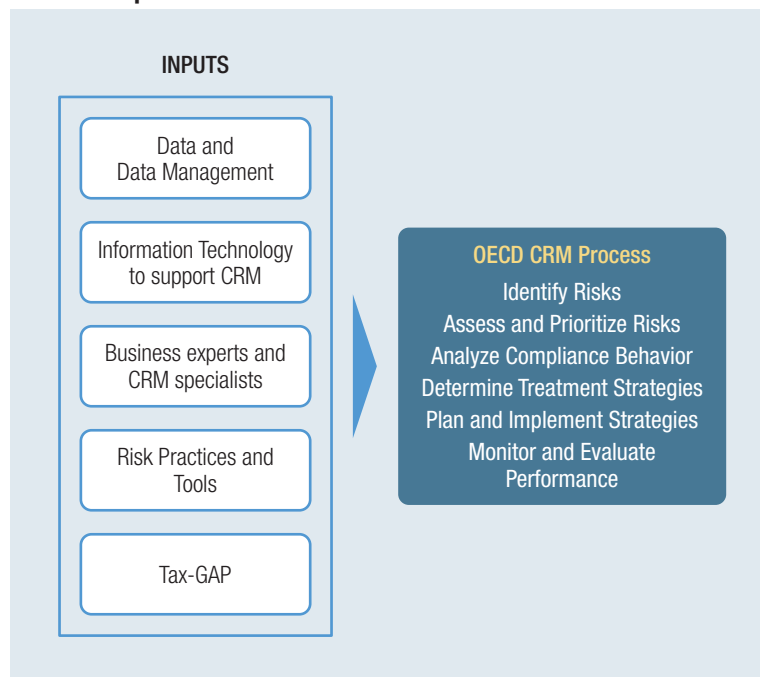 INPUTS
Data and
Data Management
Information Technology
to support CRM
Business experts and
CRM specialists
Risk Practices and
Tools
Tax-GAP
OECD CRM Process
Identify Risks
Assess and Prioritize Risks
Analyze Compliance Behavior
Determine Treatment Strategies
Plan and Implement Strategies
Monitor and Evaluate
Performance